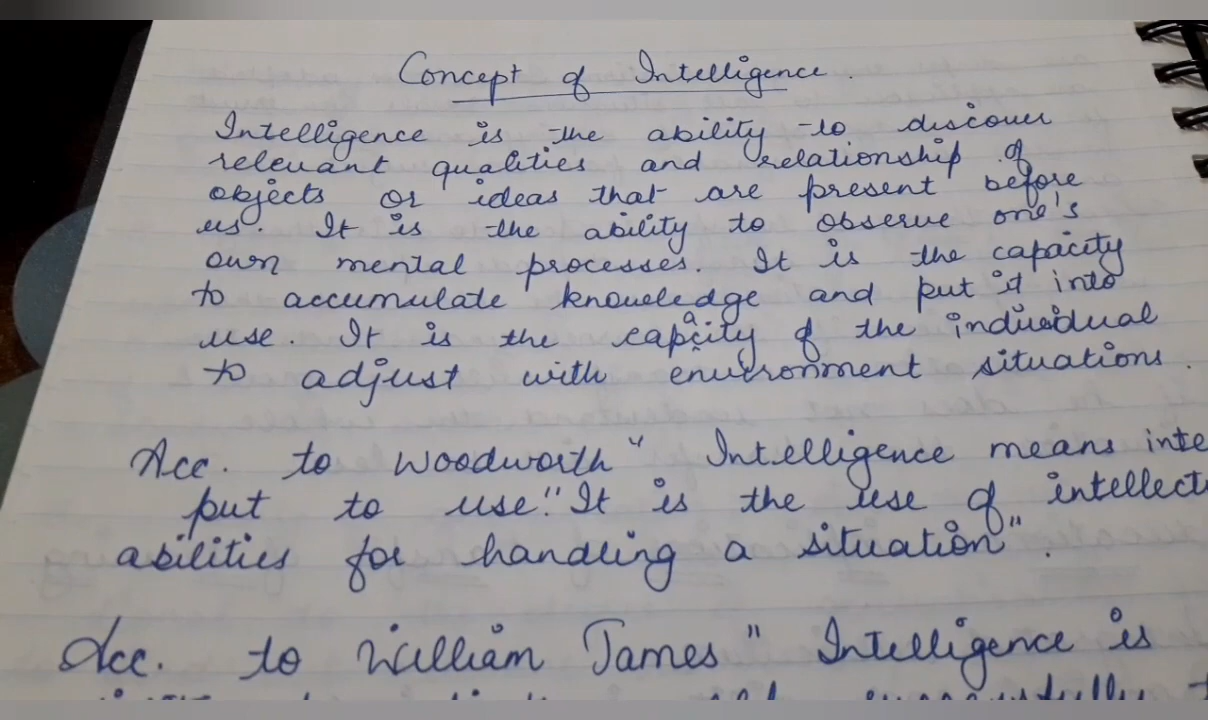 Concept of Intelligence.
Intelligence is the ability to discover
relevant qualities and relationship of
objects or ideas that are present before
us. It is the ability to observe one's
own mental processes. It is the capacity
to accumulate knowledge and put it into
use. It is the capacity of the individual
to adjust with environment situations.
Acc. to Woodworth " Intelligence means inte
put to use." It is the use of intellect
abilities for handling a situation".
Acc. to William James " Intelligence is
successfully